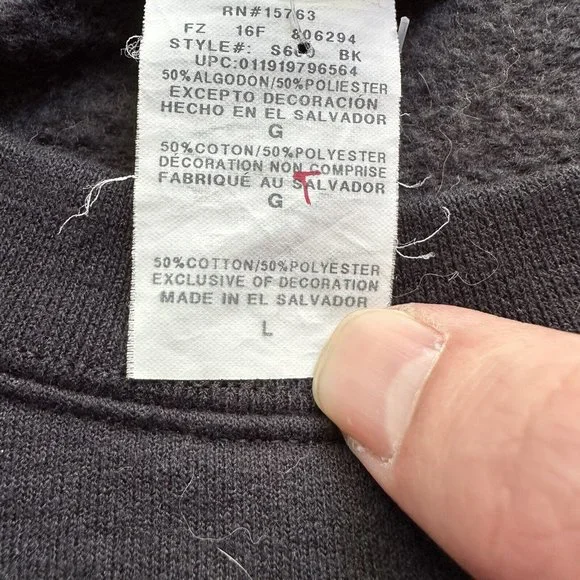 RN#15763
FZ 16F 806294
STYLE#: BK
UPC:011919796564
50%ALGODON/50%POLIESTER
EXCEPTO DECORACIÓN
HECHO EN EL SALVADOR
G
50%COTTON/50%POLYESTER
DÉCORATION NON COMPRISE
FABRIQUÉ AU SALVADOR
G
50%COTTON/50%POLYESTER
EXCLUSIVE OF DECORATION
MADE IN EL SALVADOR
L